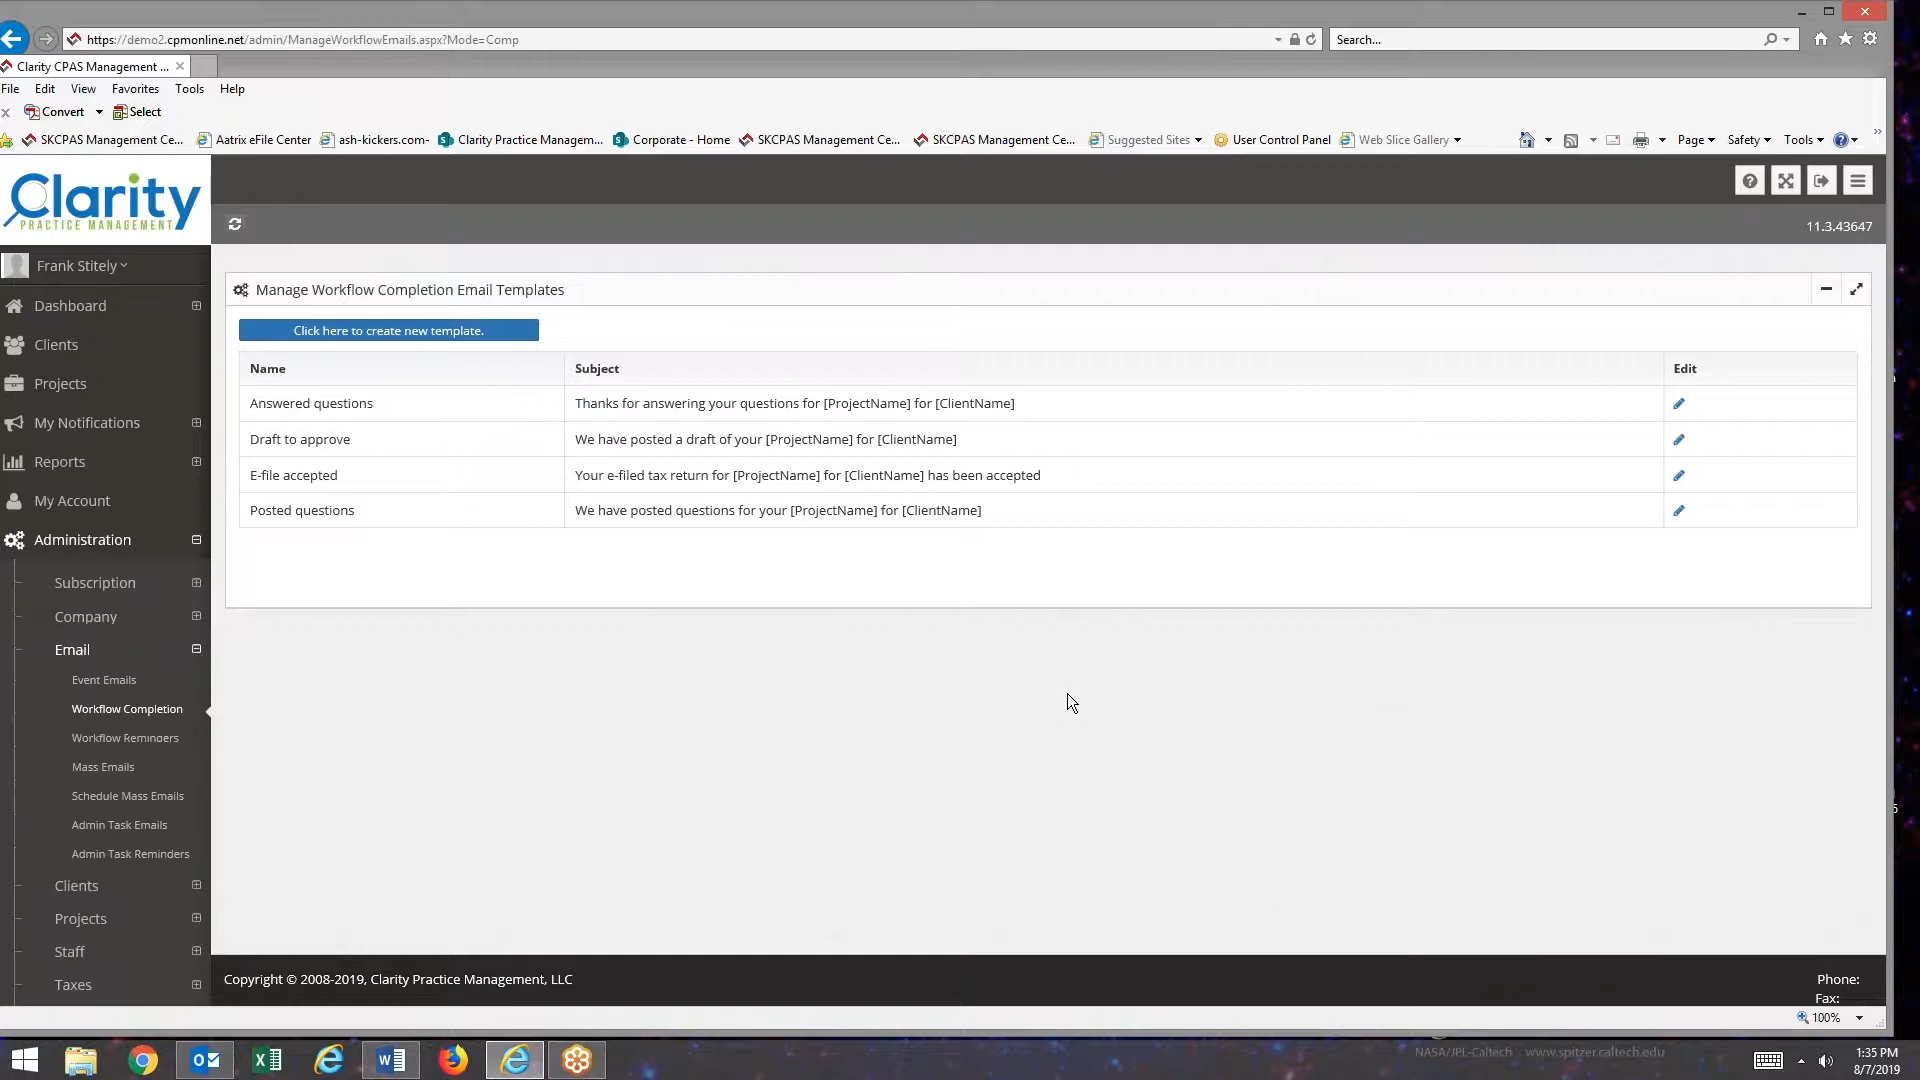 https://demo2.cpmonline.net/admin/ManageWorkflowEmails.aspx?Mode=Comp
Search...
Clarity CPAS Management ...
File Edit View Favorites Tools Help
Convert Select
SKCPAS Management Ce... Aatrix eFile Center ash-kickers.com- Clarity Practice Managem... Corporate - Home SKCPAS Management Ce... SKCPAS Management Ce... Suggested Sites User Control Panel Web Slice Gallery Page Safety Tools
Clarity
PRACTICE MANAGEMENT
11.3.43647
Frank Stitely
Dashboard
Clients
Projects
My Notifications
Reports
My Account
Administration
Subscription
Company
Email
Event Emails
Workflow Completion
Workflow Reminders
Mass Emails
Schedule Mass Emails
Admin Task Emails
Admin Task Reminders
Clients
Projects
Staff
Taxes
Manage Workflow Completion Email Templates
Click here to create new template.
Name Subject Edit
Answered questions Thanks for answering your questions for [ProjectName] for [ClientName]
Draft to approve We have posted a draft of your [ProjectName] for [ClientName]
E-file accepted Your e-filed tax return for [ProjectName] for [ClientName] has been accepted
Posted questions We have posted questions for your [ProjectName] for [ClientName]
Copyright © 2008-2019, Clarity Practice Management, LLC
Phone:
Fax:
100%
NASA/JPL-Caltech www.spitzer.caltech.edu
1:35 PM
8/7/2019